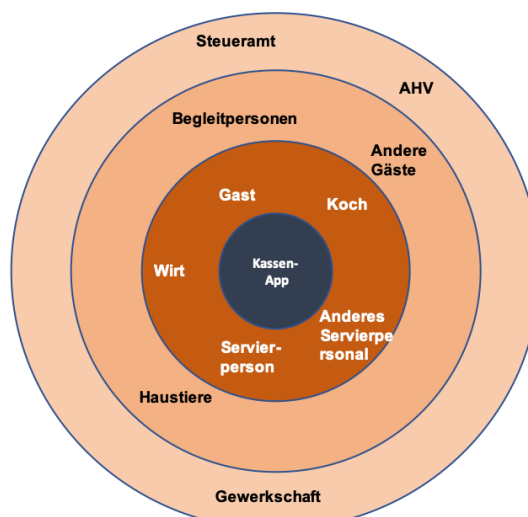 Steueramt
AHV
Begleitpersonen
Andere
Gäste
Gast
Koch
Wirt
Kassen-
App
Anderes
Servierpe
rsonal
Servier-
person
Haustiere
Gewerkschaft